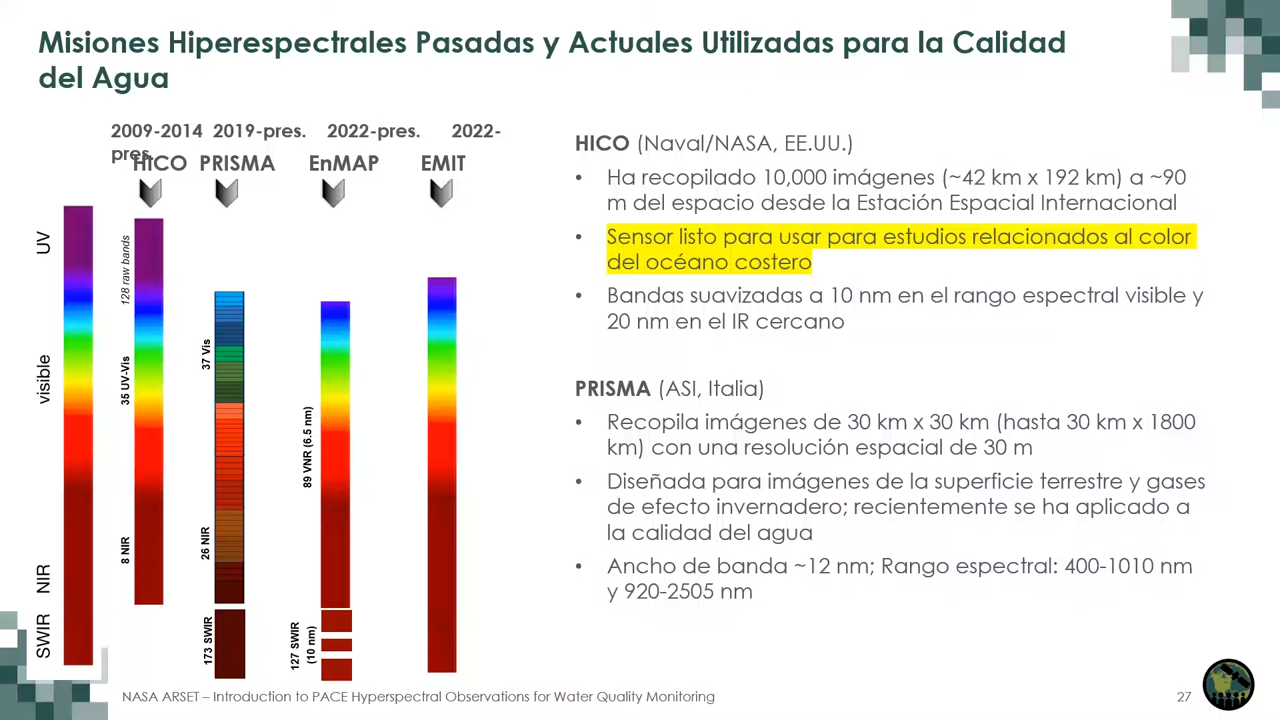 Misiones Hiperespectrales Pasadas y Actuales Utilizadas para la Calidad
del Agua
2009-2014 2019-pres. 2022-pres. 2022-
pres.
HICO PRISMA EnMAP EMIT
UV
visible
NIR
SWIR
128 raw bands
35 UV-Vis
8 NIR
37 Vis
26 NIR
173 SWIR
89 VNR (6.5 nm)
127 SWIR
(10 nm)
HICO (Naval/NASA, EE.UU.)
• Ha recopilado 10,000 imágenes (~42 km x 192 km) a ~90
m del espacio desde la Estación Espacial Internacional
• Sensor listo para usar para estudios relacionados al color
del océano costero
• Bandas suavizadas a 10 nm en el rango espectral visible y
20 nm en el IR cercano
PRISMA (ASI, Italia)
• Recopila imágenes de 30 km x 30 km (hasta 30 km x 1800
km) con una resolución espacial de 30 m
• Diseñada para imágenes de la superficie terrestre y gases
de efecto invernadero; recientemente se ha aplicado a
la calidad del agua
• Ancho de banda ~12 nm; Rango espectral: 400-1010 nm
y 920-2505 nm
NASA ARSET – Introduction to PACE Hyperspectral Observations for Water Quality Monitoring
27